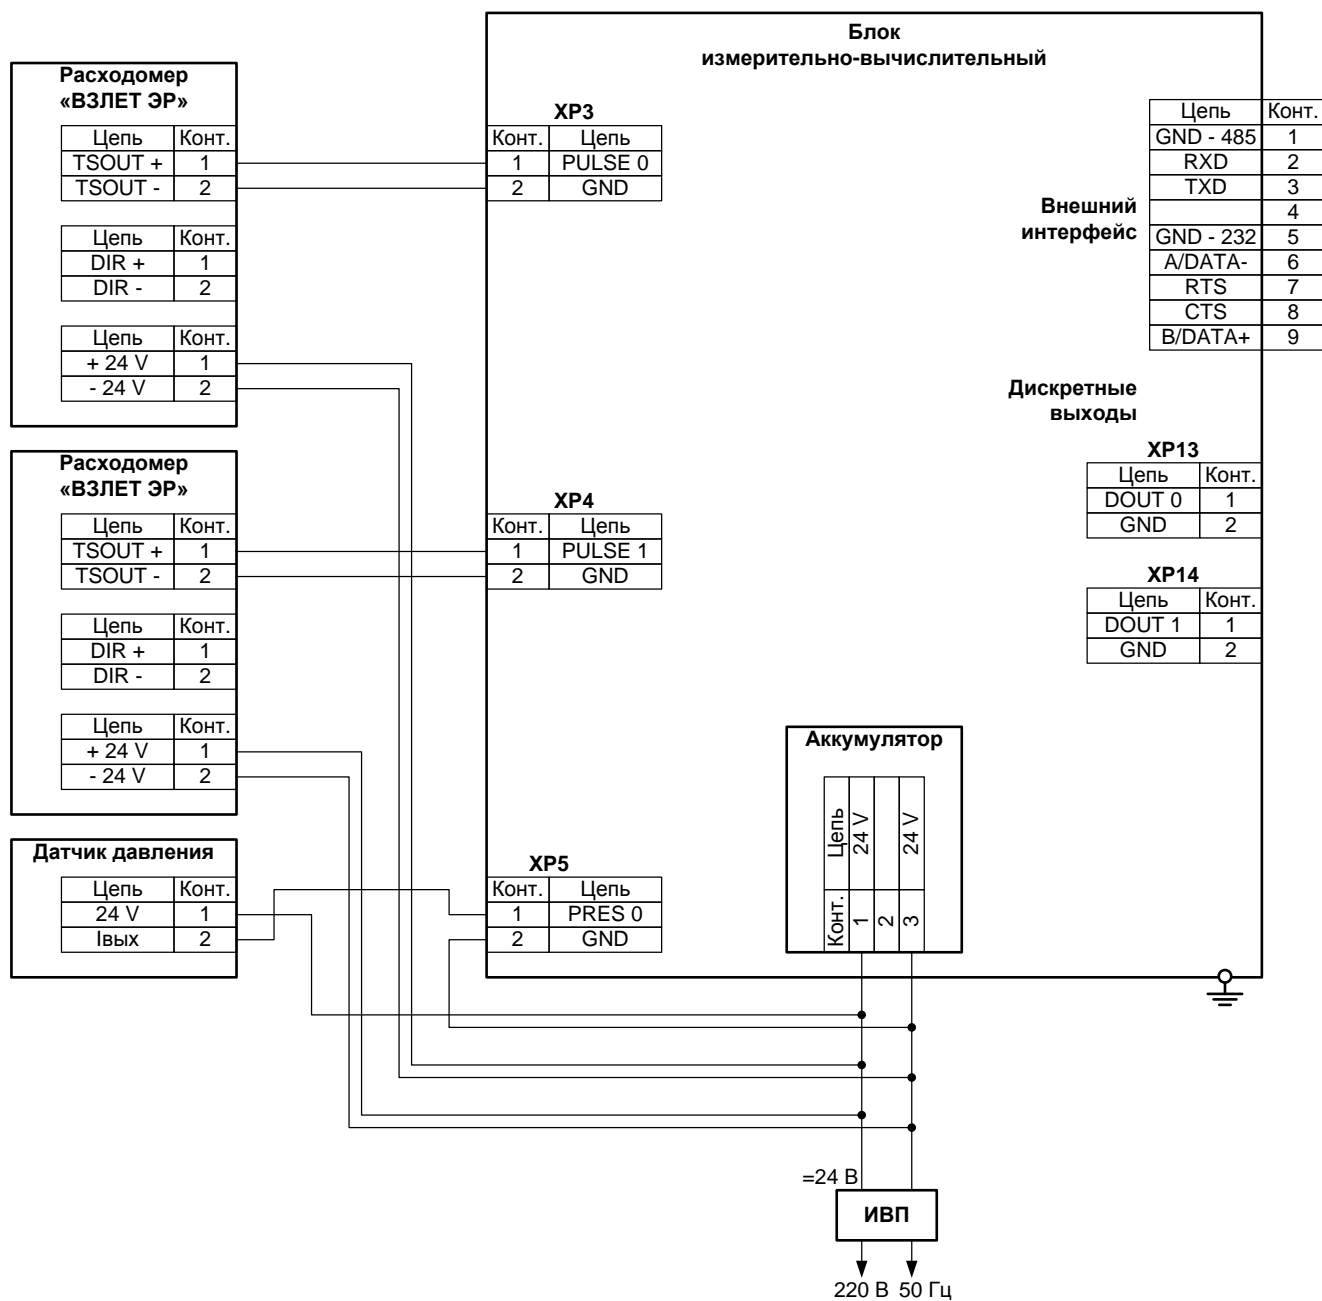 Блок
измерительно-вычислительный
Расходомер
«ВЗЛЕТ ЭР»
Цепь Конт.
TSOUT + 1
TSOUT - 2
Цепь Конт.
DIR + 1
DIR - 2
Цепь Конт.
+ 24 V 1
- 24 V 2
XP3
Конт. Цепь
1 PULSE 0
2 GND
Внешний
интерфейс
Цепь Конт.
GND - 485 1
RXD 2
TXD 3
4
GND - 232 5
A/DATA- 6
RTS 7
CTS 8
B/DATA+ 9
Дискретные
выходы
XP13
Цепь Конт.
DOUT 0 1
GND 2
XP14
Цепь Конт.
DOUT 1 1
GND 2
Расходомер
«ВЗЛЕТ ЭР»
Цепь Конт.
TSOUT + 1
TSOUT - 2
Цепь Конт.
DIR + 1
DIR - 2
Цепь Конт.
+ 24 V 1
- 24 V 2
XP4
Конт. Цепь
1 PULSE 1
2 GND
Датчик давления
Цепь Конт.
24 V 1
Iвых 2
XP5
Конт. Цепь
1 PRES 0
2 GND
Аккумулятор
Конт. Цепь
1 24 V
2
3 24 V
=24 В
ИВП
220 В 50 Гц